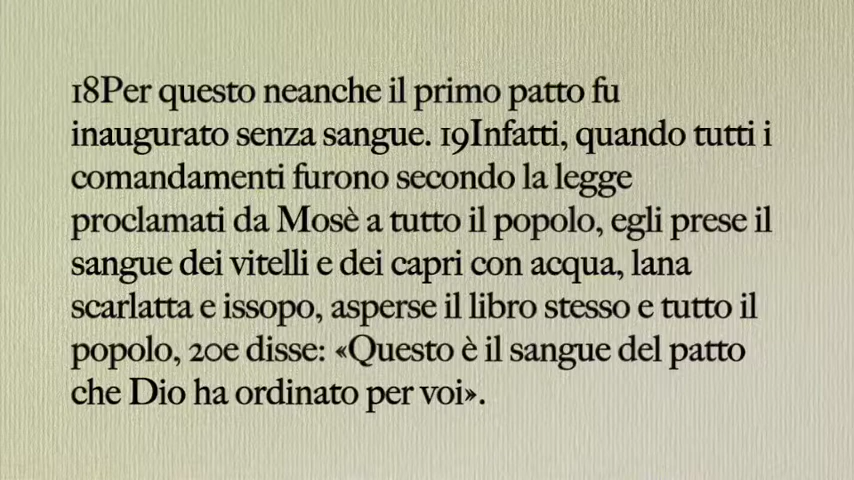 18Per questo neanche il primo patto fu
inaugurato senza sangue. 19Infatti, quando tutti i
comandamenti furono secondo la legge
proclamati da Mosè a tutto il popolo, egli prese il
sangue dei vitelli e dei capri con acqua, lana
scarlatta e issopo, asperse il libro stesso e tutto il
popolo, 20e disse: «Questo è il sangue del patto
che Dio ha ordinato per voi».